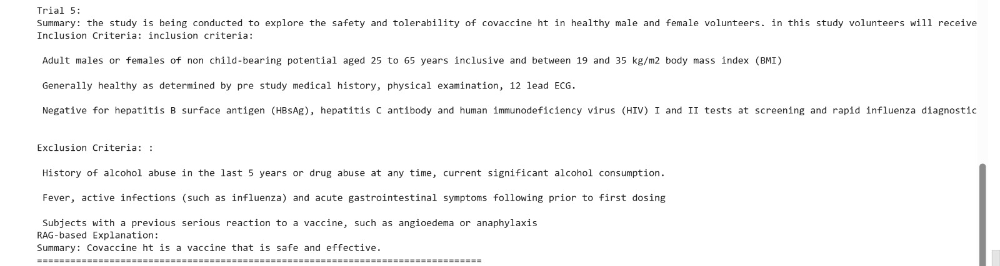 Trial 5:
Summary: the study is being conducted to explore the safety and tolerability of covaccine ht in healthy male and female volunteers. in this study volunteers will receive
Inclusion Criteria: inclusion criteria:
Adult males or females of non child-bearing potential aged 25 to 65 years inclusive and between 19 and 35 kg/m2 body mass index (BMI)
Generally healthy as determined by pre study medical history, physical examination, 12 lead ECG.
Negative for hepatitis B surface antigen (HBsAg), hepatitis C antibody and human immunodeficiency virus (HIV) I and II tests at screening and rapid influenza diagnostic
Exclusion Criteria: :
History of alcohol abuse in the last 5 years or drug abuse at any time, current significant alcohol consumption.
Fever, active infections (such as influenza) and acute gastrointestinal symptoms following prior to first dosing
Subjects with a previous serious reaction to a vaccine, such as angioedema or anaphylaxis
RAG-based Explanation:
Summary: Covaccine ht is a vaccine that is safe and effective.
================================================================================